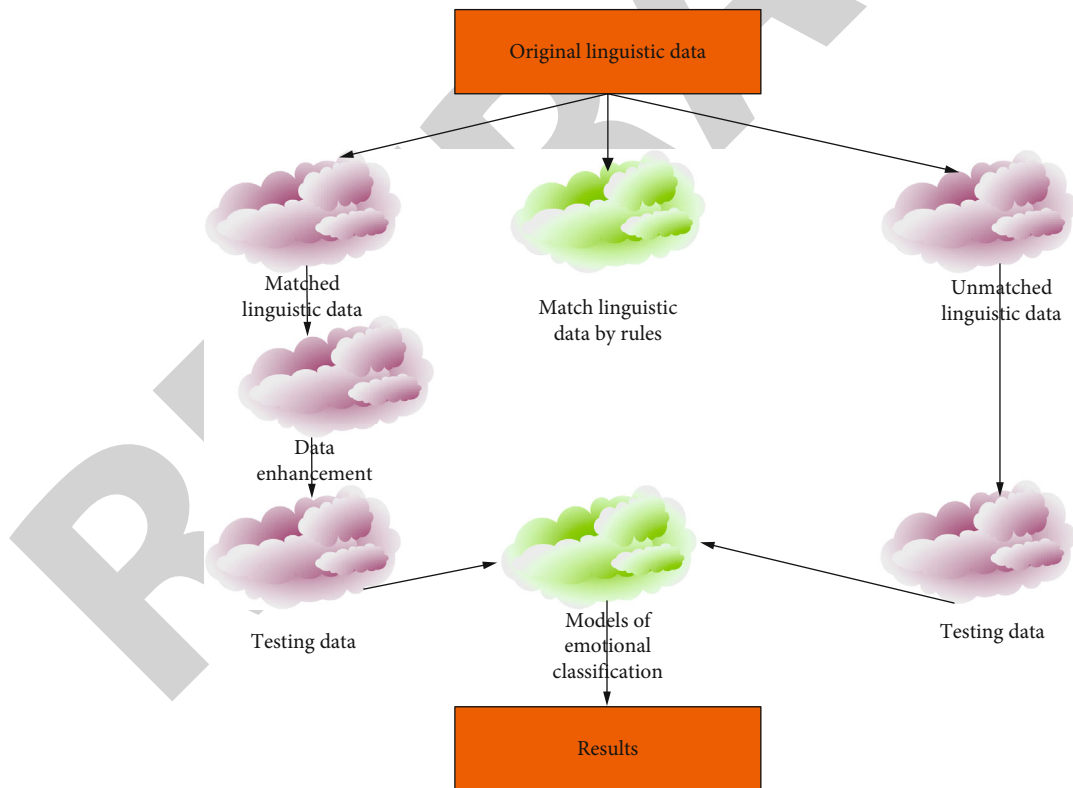 Original linguistic data
Matched
linguistic data
Match linguistic
data by rules
Unmatched
linguistic data
Data
enhancement
Testing data
Models of
emotional
classification
Testing data
Results